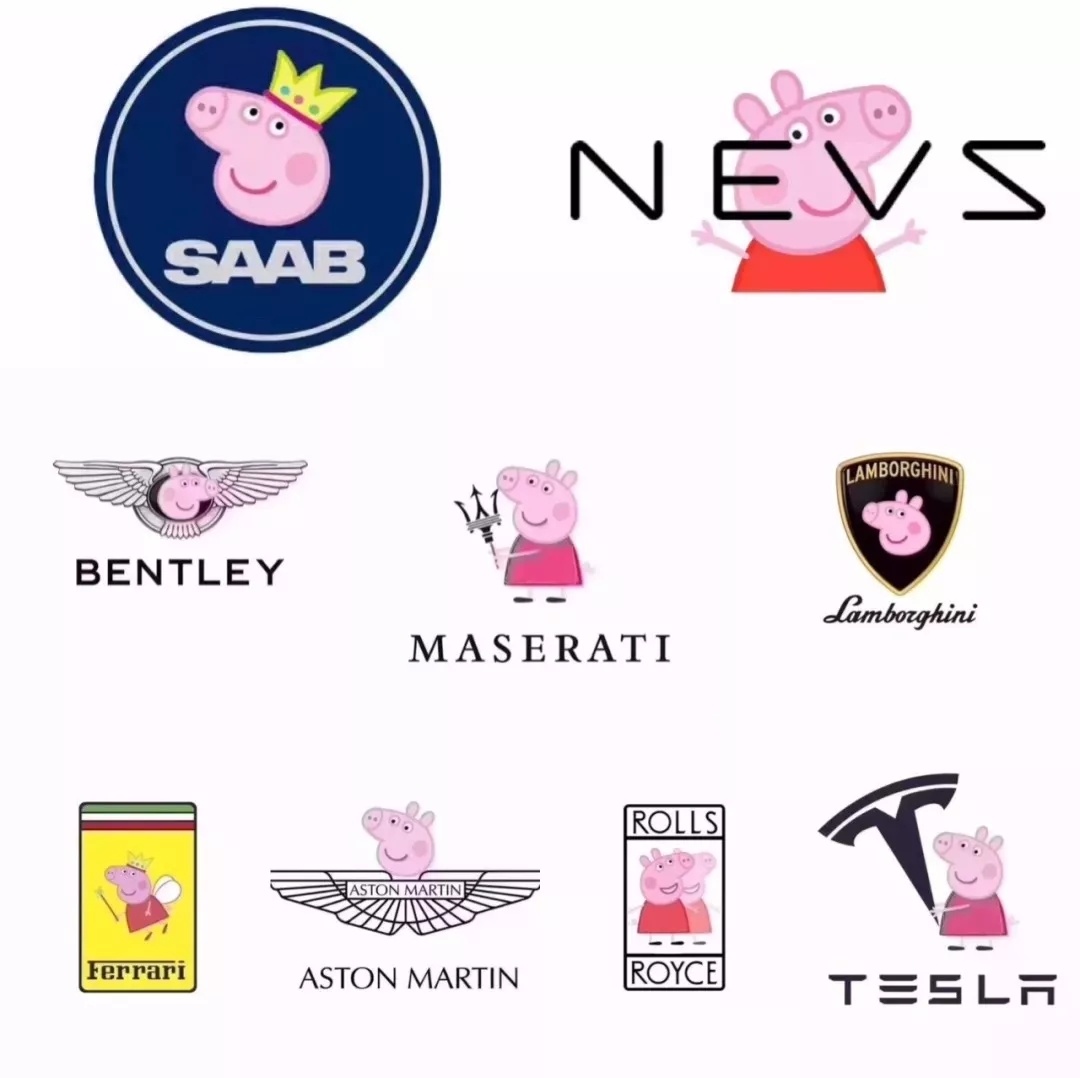 SAAB
NEVS
BENTLEY
MASERATI
LAMBORGHINI
Lamborghini
Ferrari
ASTON MARTIN
ASTON MARTIN
ROLLS
ROYCE
TESLA